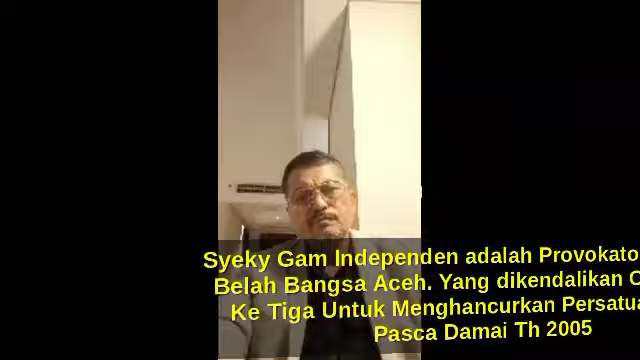 Syeky Gam Independen adalah Provokato
Belah Bangsa Aceh. Yang dikendalikan
Ke Tiga Untuk Menghancurkan Persatua
Pasca Damai Th 2005